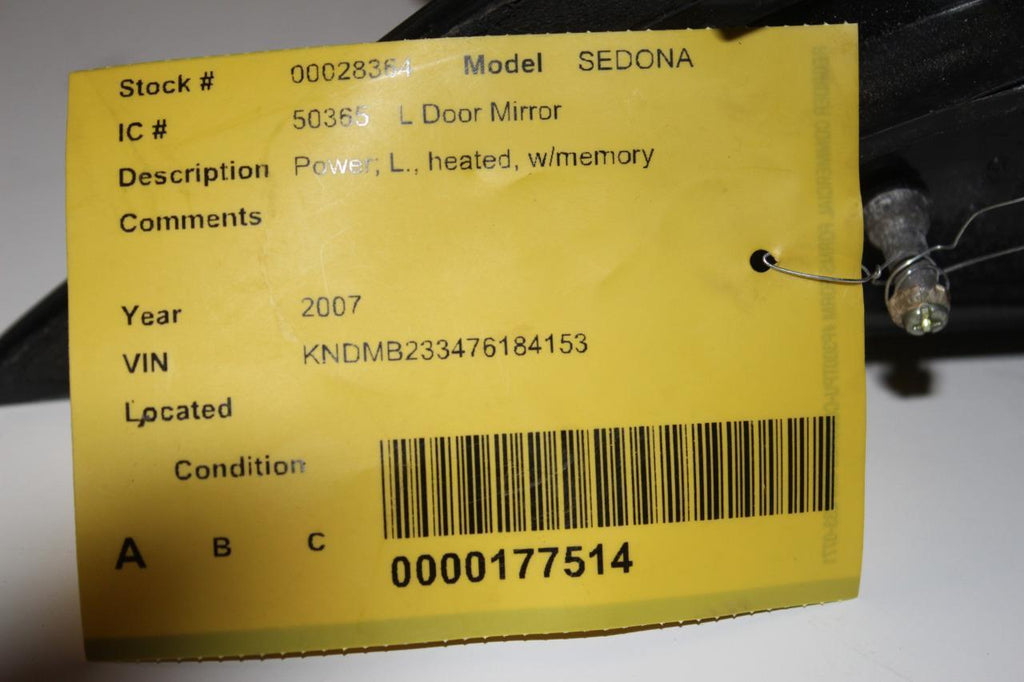 Stock # 00028364 Model SEDONA
IC # 50365 L Door Mirror
Description Power; L., heated, w/memory
Comments
Year 2007
VIN KNDMB233476184153
Located
Condition
A B C
0000177514